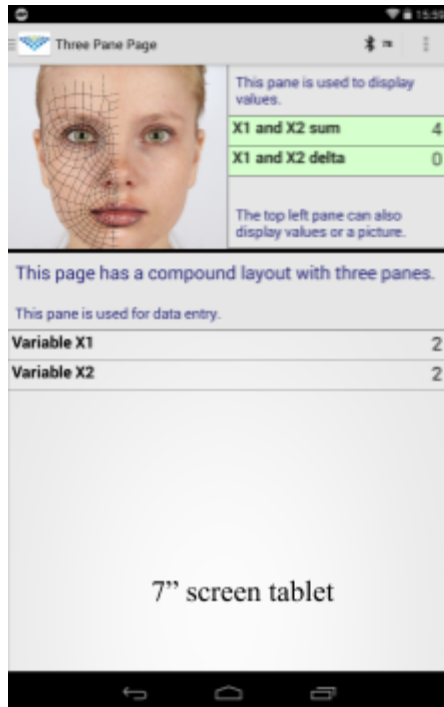 15:59
Three Pane Page
This pane is used to display
values.
X1 and X2 sum 4
X1 and X2 delta 0
The top left pane can also
display values or a picture.
This page has a compound layout with three panes.
This pane is used for data entry.
Variable X1 2
Variable X2 2
7” screen tablet